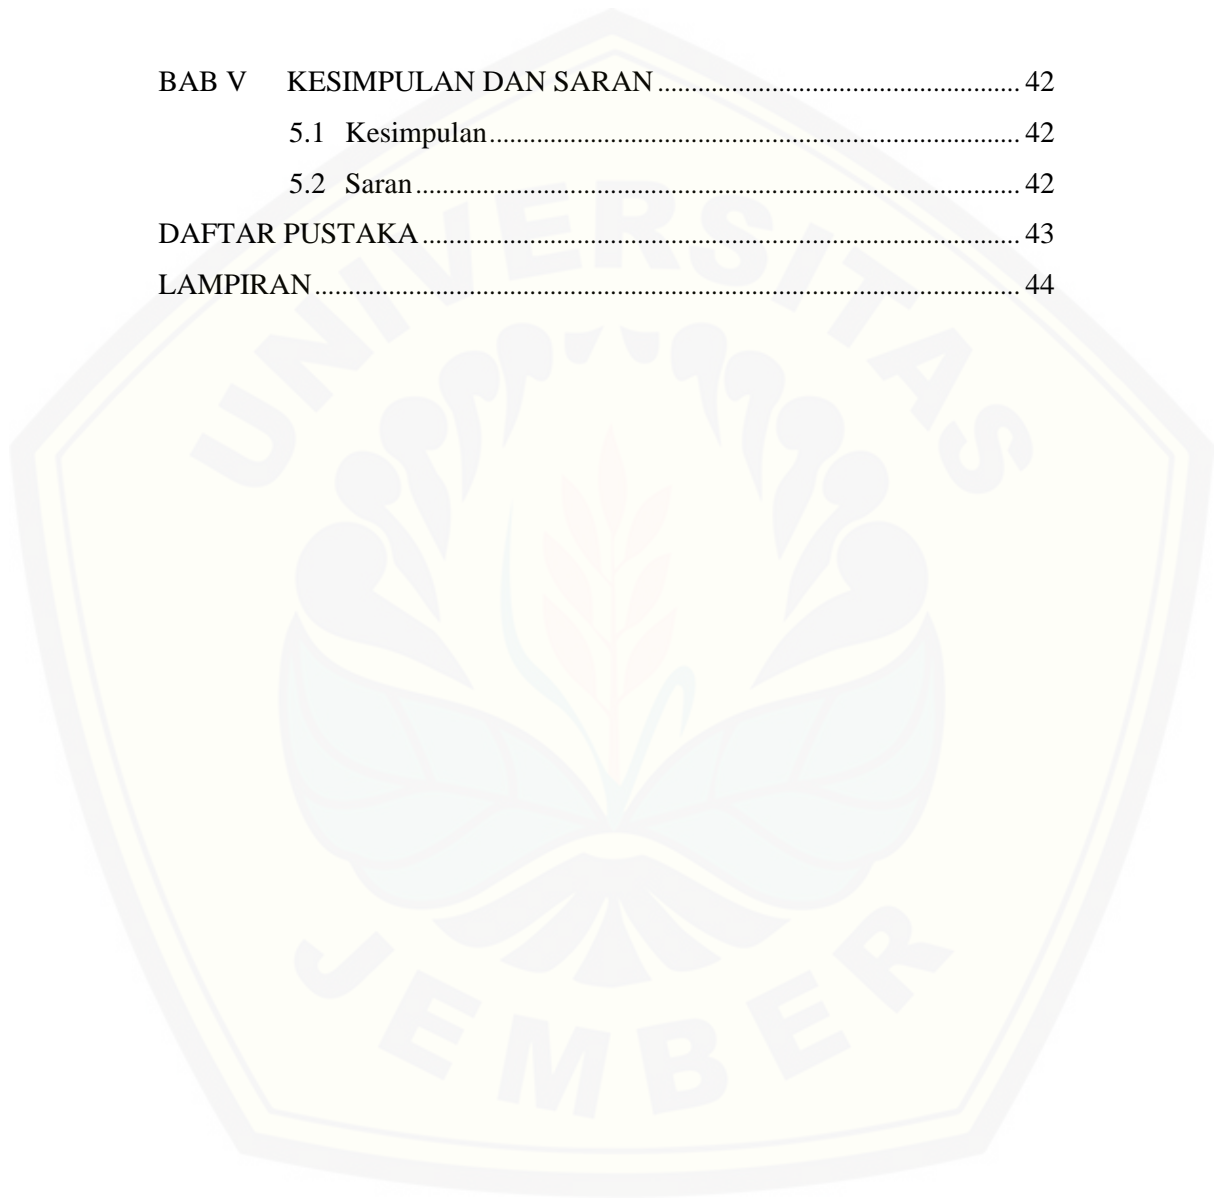 BAB V KESIMPULAN DAN SARAN ...................................................... 42
5.1 Kesimpulan ............................................................................... 42
5.2 Saran .......................................................................................... 42
DAFTAR PUSTAKA ......................................................................................... 43
LAMPIRAN ......................................................................................................... 44
UNIVERSITAS
JEMBER